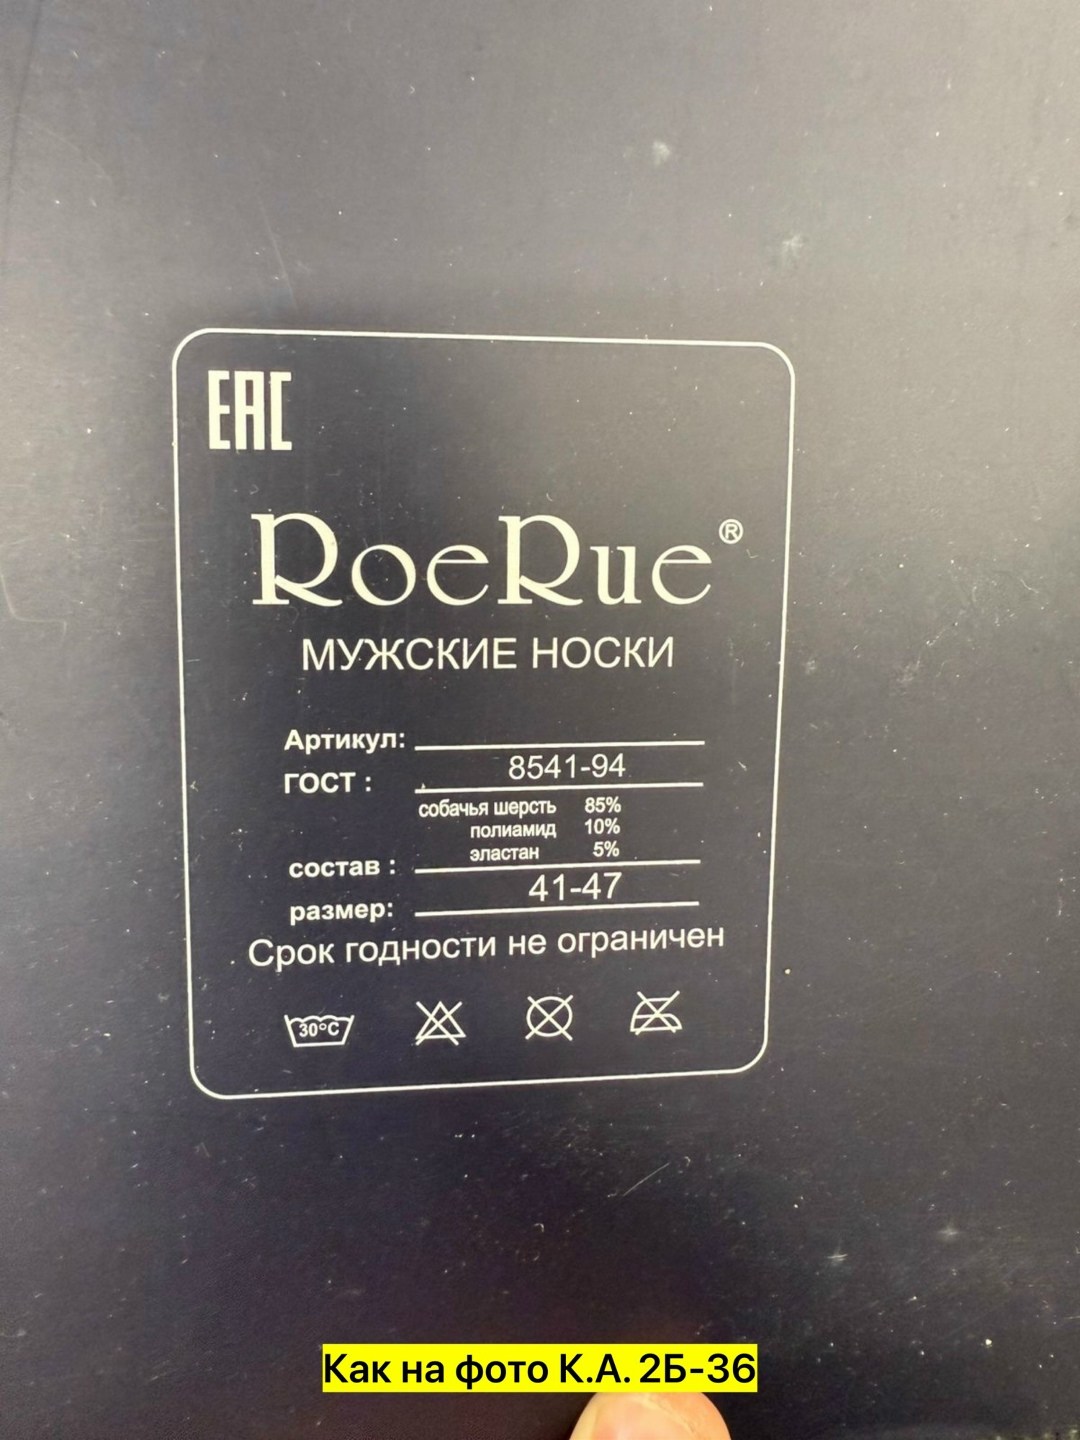 EAC
RoeRue®
МУЖСКИЕ НОСКИ
Артикул:
ГОСТ : 8541-94
собачья шерсть 85%
полиамид 10%
эластан 5%
состав :
размер: 41-47
Срок годности не ограничен
30°C
Как на фото К.А. 2Б-36